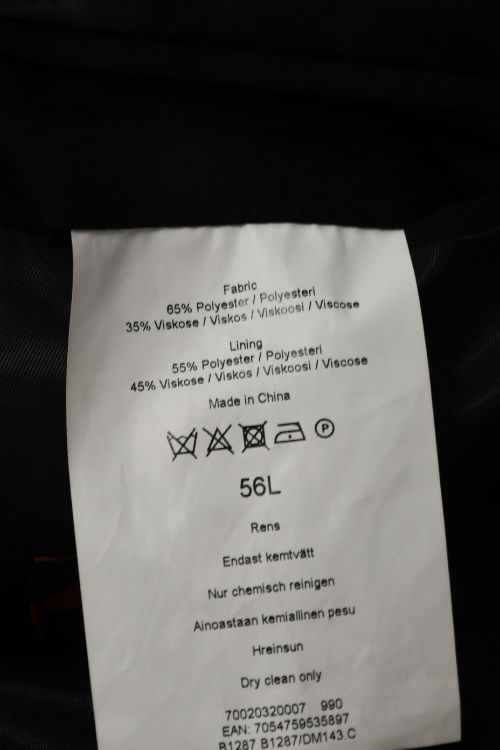 Fabric
65% Polyester / Polyesteri
35% Viskose / Viskos / Viskoosi / Viscose
Lining
55% Polyester / Polyesteri
45% Viskose / Viskos / Viskoosi / Viscose
Made in China
P
56L
Rens
Endast kemtvätt
Nur chemisch reinigen
Ainoastaan kemiallinen pesu
Hreinsun
Dry clean only
70020320007 990
EAN: 7054759535897
B1287 B1287/DM143.C